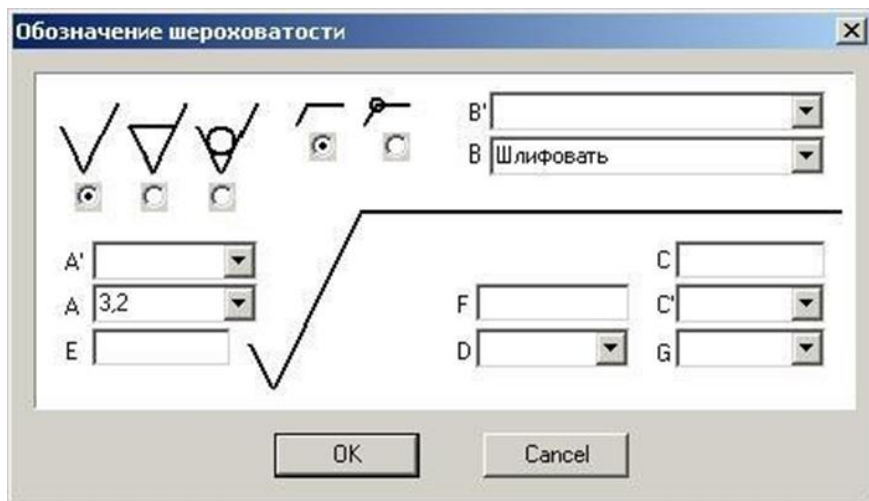 Обозначение шероховатости
B'
B Шлифовать
A'
A 3,2
E
F
D
C
C'
G
OK
Cancel